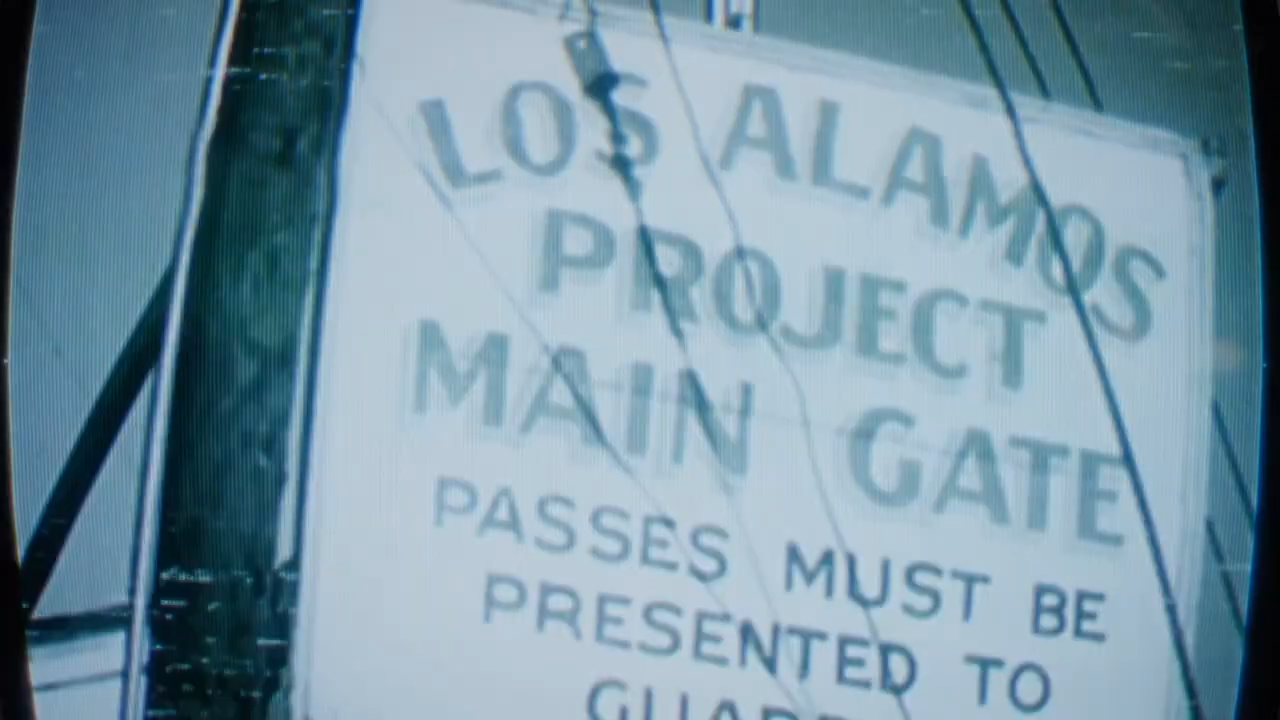 LOS ALAMOS
PROJECT
MAIN GATE
PASSES MUST BE
PRESENTED TO